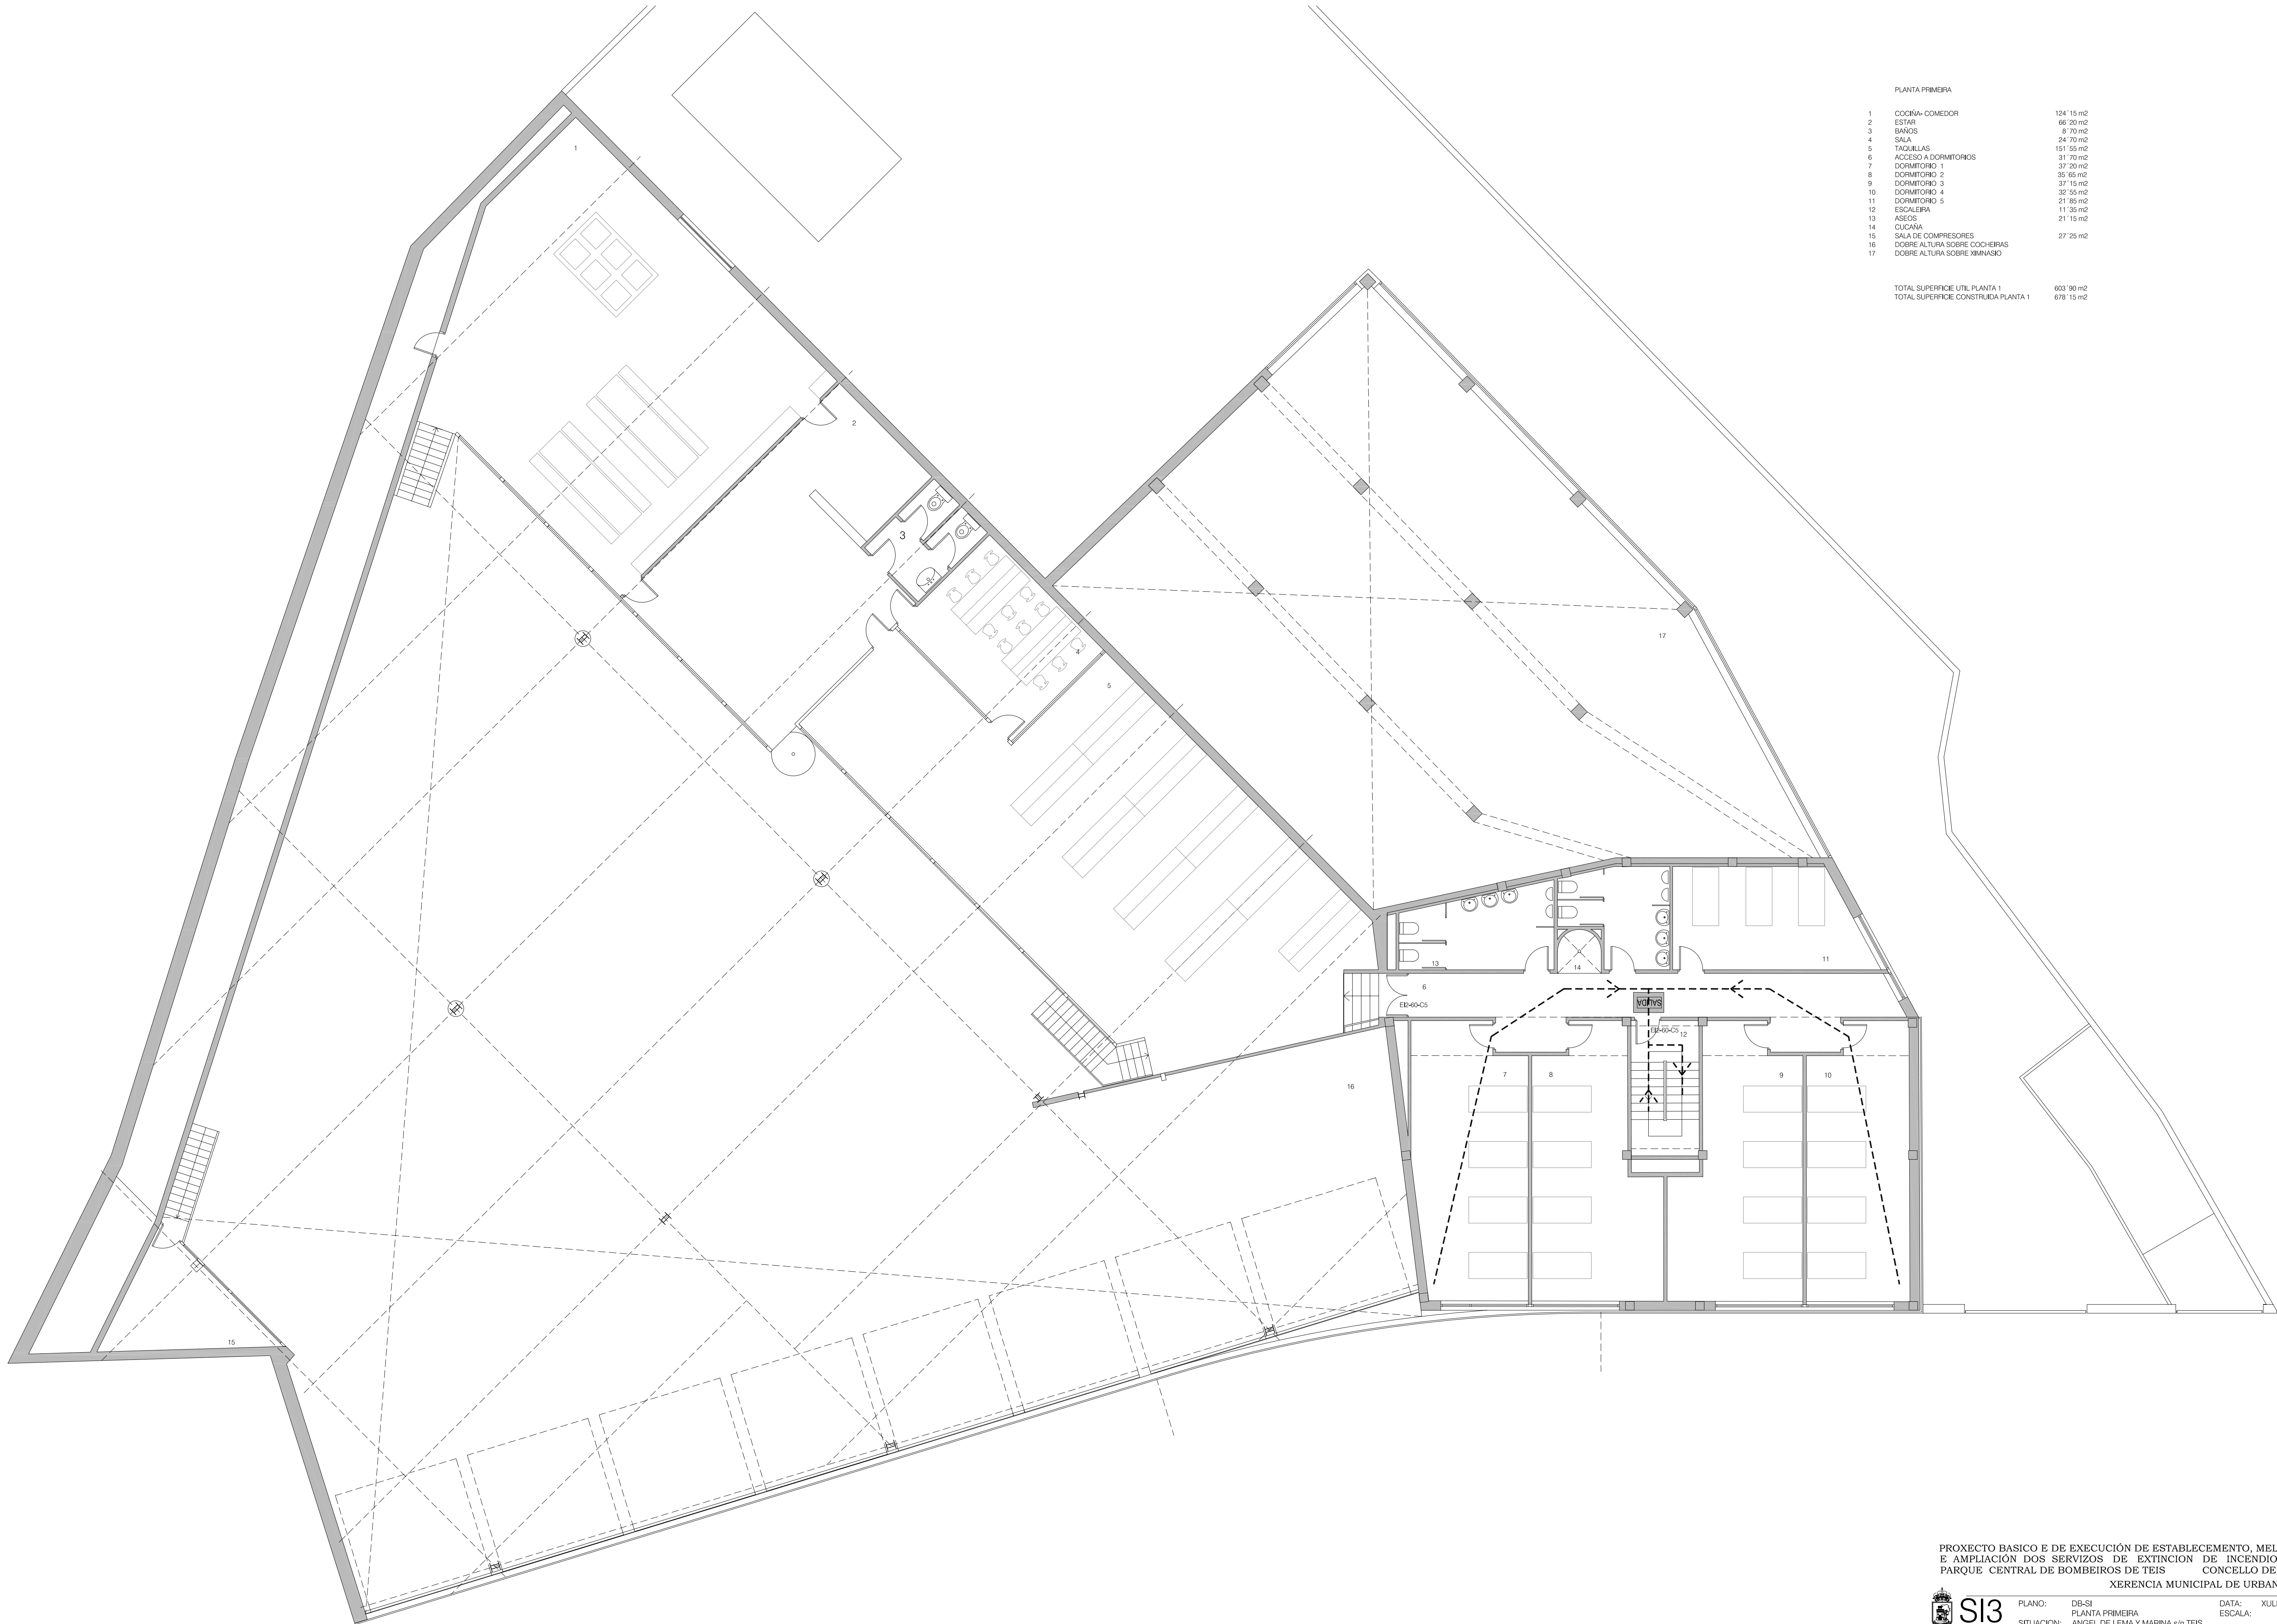 PLANTA PRIMEIRA
1 COCIÑA- COMEDOR 124´15 m2
2 ESTAR 66´20 m2
3 BAÑOS 8´70 m2
4 SALA 24´70 m2
5 TAQUILLAS 151´55 m2
6 ACCESO A DORMITORIOS 31´70 m2
7 DORMITORIO 1 37´20 m2
8 DORMITORIO 2 35´65 m2
9 DORMITORIO 3 37´15 m2
10 DORMITORIO 4 32´55 m2
11 DORMITORIO 5 21´85 m2
12 ESCALEIRA 11´35 m2
13 ASEOS 21´15 m2
14 CUCAÑA
15 SALA DE COMPRESORES 27´25 m2
16 DOBRE ALTURA SOBRE COCHEIRAS
17 DOBRE ALTURA SOBRE XIMNASIO
TOTAL SUPERFICIE UTIL PLANTA 1 603´90 m2
TOTAL SUPERFICIE CONSTRUIDA PLANTA 1 678´15 m2
1
2
3
4
5
17
13
14
11
6
SALIDA
EI2-60-C5
EI2-60-C5
12
7
8
9
10
16
15
PROXECTO BASICO E DE EXECUCIÓN DE ESTABLECEMENTO, MEL
E AMPLIACIÓN DOS SERVIZOS DE EXTINCION DE INCENDIO
PARQUE CENTRAL DE BOMBEIROS DE TEIS CONCELLO DE
XERENCIA MUNICIPAL DE URBAN
SI3 PLANO: DB-SI DATA: XUL
PLANTA PRIMEIRA ESCALA:
SITUACION: ANGEL DE LEMA Y MARINA s/n TEIS